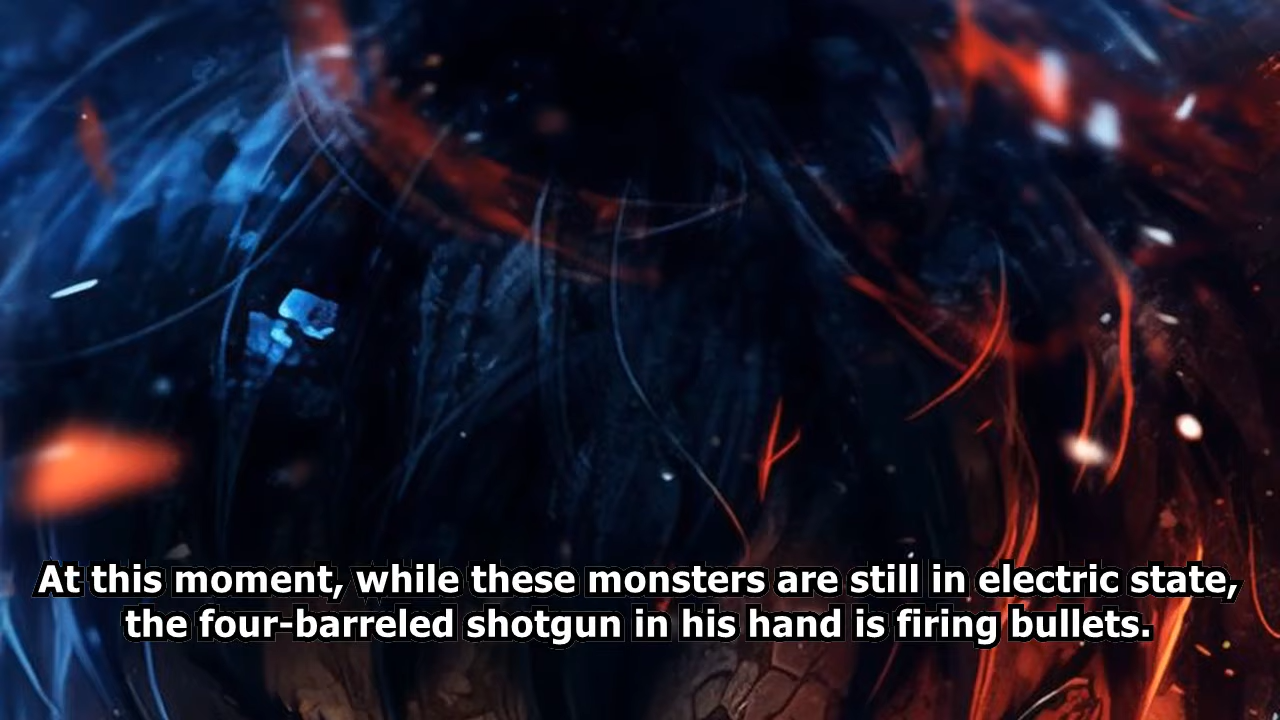 At this moment, while these monsters are still in electric state,
the four-barreled shotgun in his hand is firing bullets.